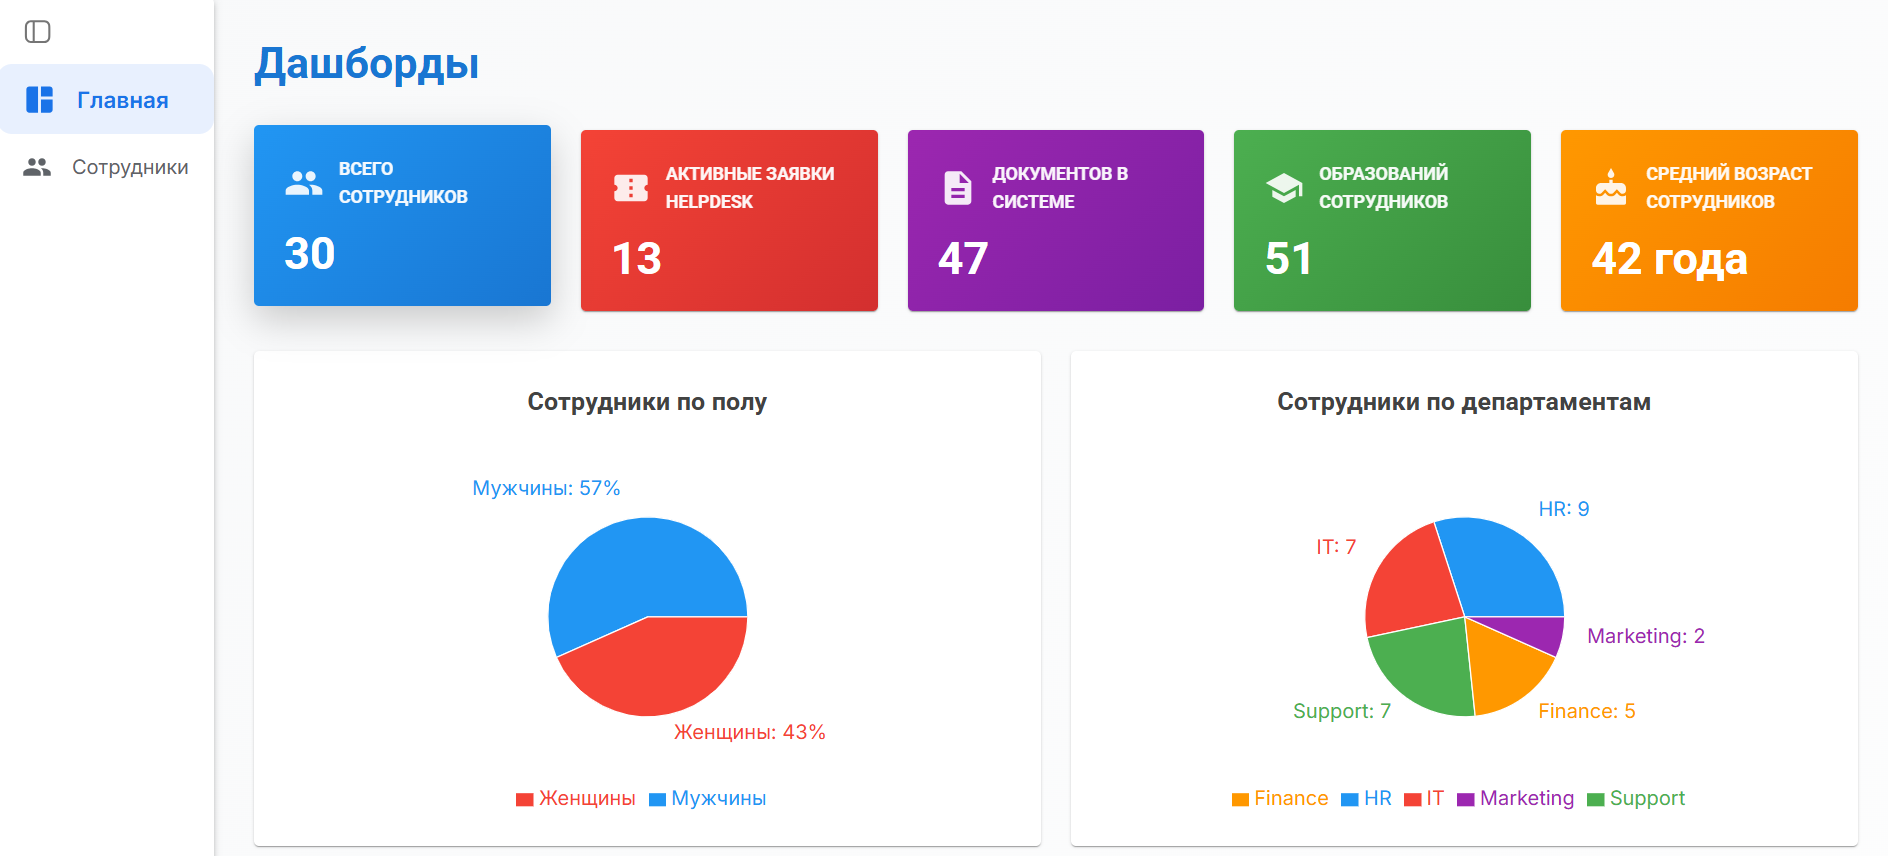 Главная
Сотрудники
Дашборды
ВСЕГО
СОТРУДНИКОВ
30
АКТИВНЫЕ ЗАЯВКИ
HELPDESK
13
ДОКУМЕНТОВ В
СИСТЕМЕ
47
ОБРАЗОВАНИЙ
СОТРУДНИКОВ
51
СРЕДНИЙ ВОЗРАСТ
СОТРУДНИКОВ
42 года
Сотрудники по полу
Мужчины: 57%
Женщины: 43%
Женщины Мужчины
Сотрудники по департаментам
HR: 9
IT: 7
Marketing: 2
Support: 7
Finance: 5
Finance HR IT Marketing Support